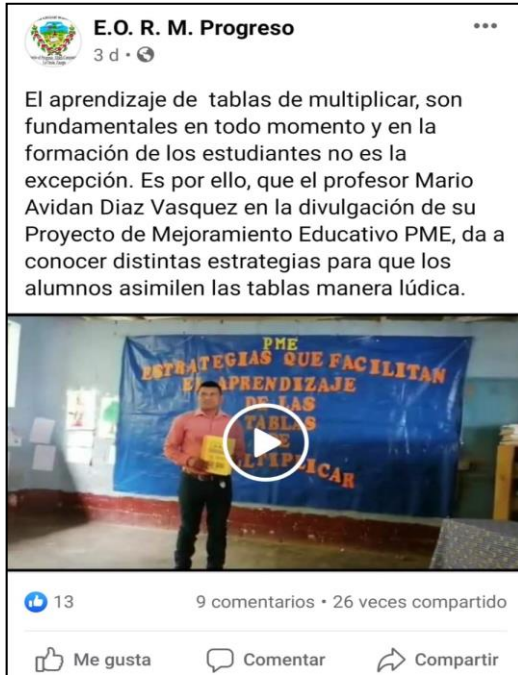 E.O. R. M. Progreso
3 d
El aprendizaje de tablas de multiplicar, son
fundamentales en todo momento y en la
formación de los estudiantes no es la
excepción. Es por ello, que el profesor Mario
Avidan Diaz Vasquez en la divulgación de su
Proyecto de Mejoramiento Educativo PME, da a
conocer distintas estrategias para que los
alumnos asimilen las tablas manera lúdica.
PME
ESTRATEGIAS QUE FACILITAN
EL APRENDIZAJE
DE LAS
TABLAS
DE
MULTIPLICAR
13
9 comentarios • 26 veces compartido
Me gusta
Comentar
Compartir